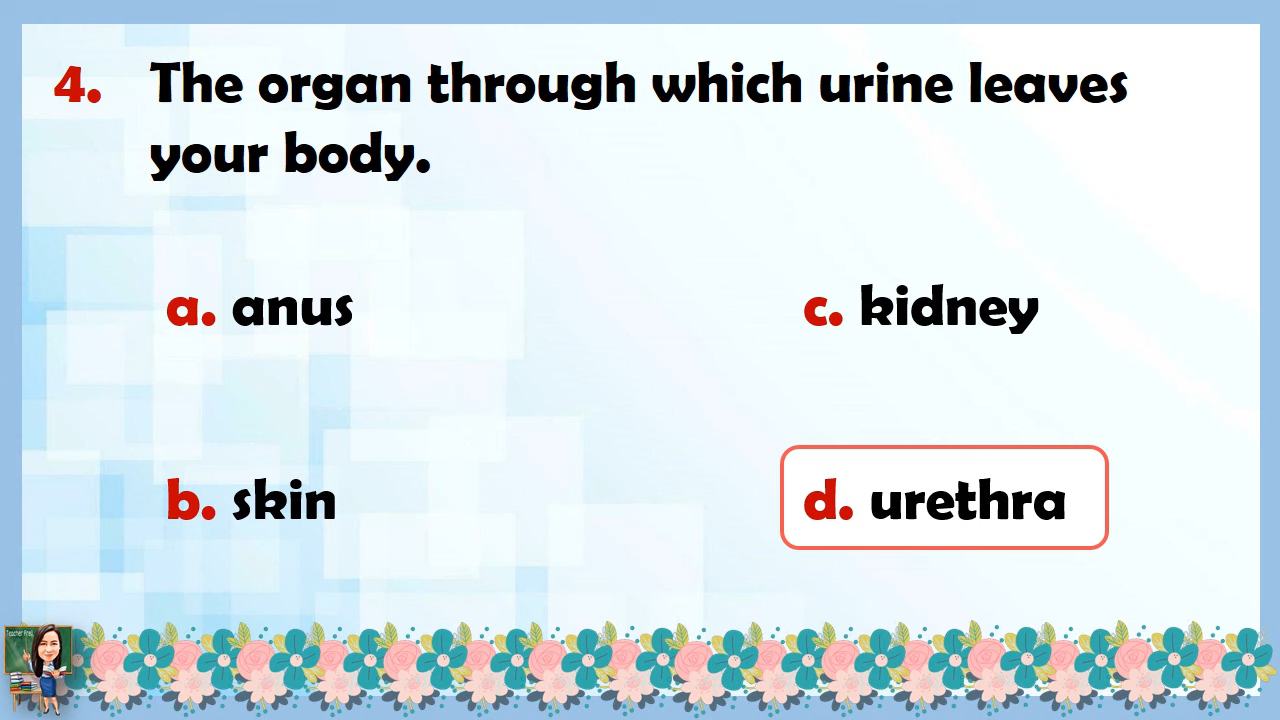 4. The organ through which urine leaves
your body.
a. anus
c. kidney
b. skin
d. urethra